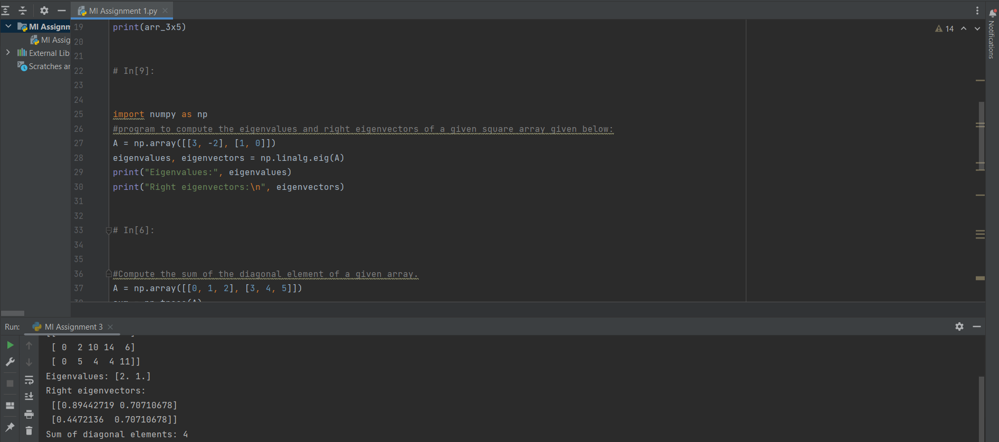 MI Assignment 1.py
MI Assignm
MI Assig
External Lib
Scratches ar
Notifications
14
19 print(arr_3x5)
20
21
22 # In[9]:
23
24
25 import numpy as np
26 #program to compute the eigenvalues and right eigenvectors of a given square array given below:
27 A = np.array([[3, -2], [1, 0]])
28 eigenvalues, eigenvectors = np.linalg.eig(A)
29 print("Eigenvalues:", eigenvalues)
30 print("Right eigenvectors:\n", eigenvectors)
31
32
33 # In[6]:
34
35
36 #Compute the sum of the diagonal element of a given array.
37 A = np.array([[0, 1, 2], [3, 4, 5]])
38 sum = np.trace(A)
Run: MI Assignment 3
[[
[ 0  2 10 14  6]
[ 0  5  4  4 11]]
Eigenvalues: [2. 1.]
Right eigenvectors:
[[0.89442719 0.70710678]
[0.4472136  0.70710678]]
Sum of diagonal elements: 4